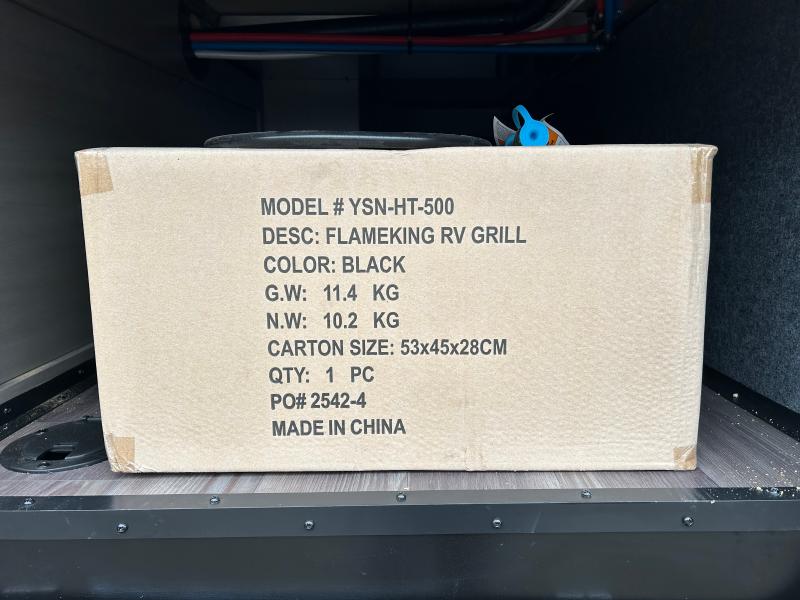 MODEL # YSN-HT-500
DESC: FLAMEKING RV GRILL
COLOR: BLACK
G.W: 11.4 KG
N.W: 10.2 KG
CARTON SIZE: 53x45x28CM
QTY: 1 PC
PO# 2542-4
MADE IN CHINA